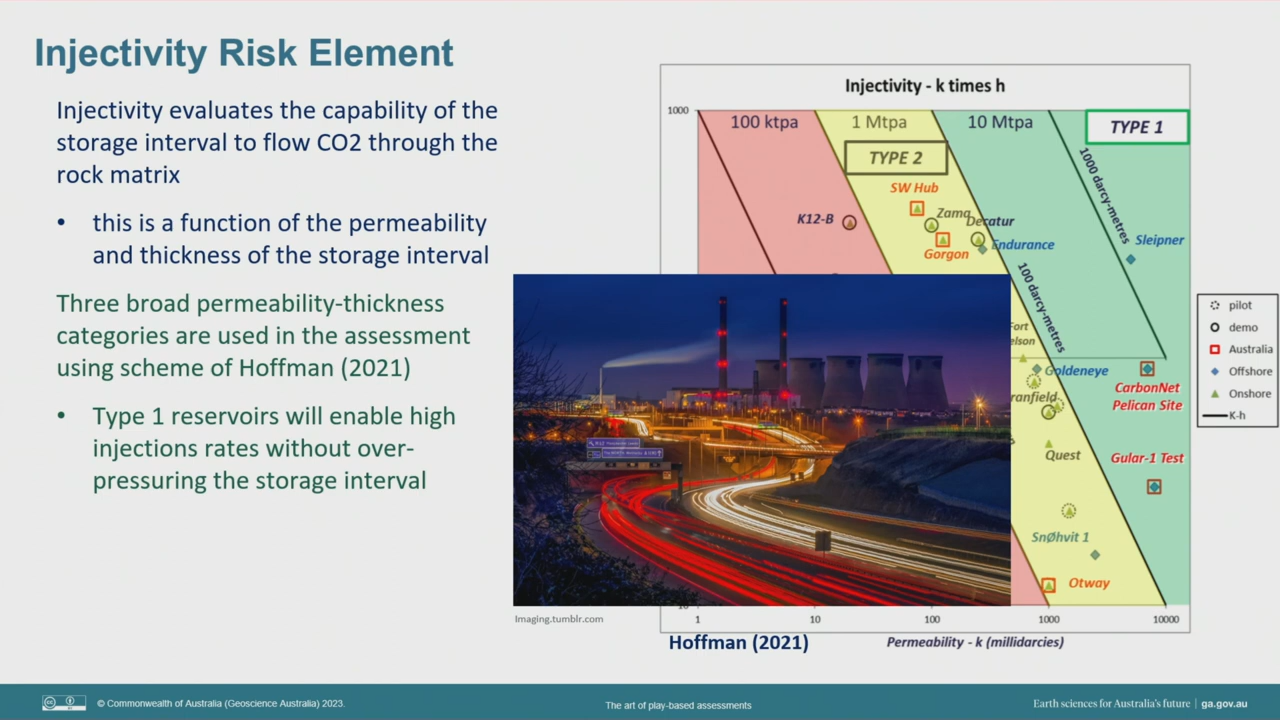 Injectivity Risk Element
Injectivity evaluates the capability of the
storage interval to flow CO2 through the
rock matrix
• this is a function of the permeability
and thickness of the storage interval
Three broad permeability-thickness
categories are used in the assessment
using scheme of Hoffman (2021)
• Type 1 reservoirs will enable high
injections rates without over-
pressuring the storage interval
Injectivity - k times h
1000
100 ktpa
1 Mtpa
10 Mtpa
TYPE 1
TYPE 2
1000 darcy-metres
SW Hub
K12-B
Zama
Decatur
Gorgon
Endurance
Sleipner
100 darcy-metres
Fort
elson
Goldeneye
ranfield
CarbonNet
Pelican Site
Quest
Gular-1 Test
SnØhvit 1
Otway
pilot
demo
Australia
Offshore
Onshore
K-h
1
10
100
1000
10000
Imaging.tumblr.com
Hoffman (2021)
Permeability - k (millidarcies)
cc
© Commonwealth of Australia (Geoscience Australia) 2023.
The art of play-based assessments
Earth sciences for Australia's future | ga.gov.au